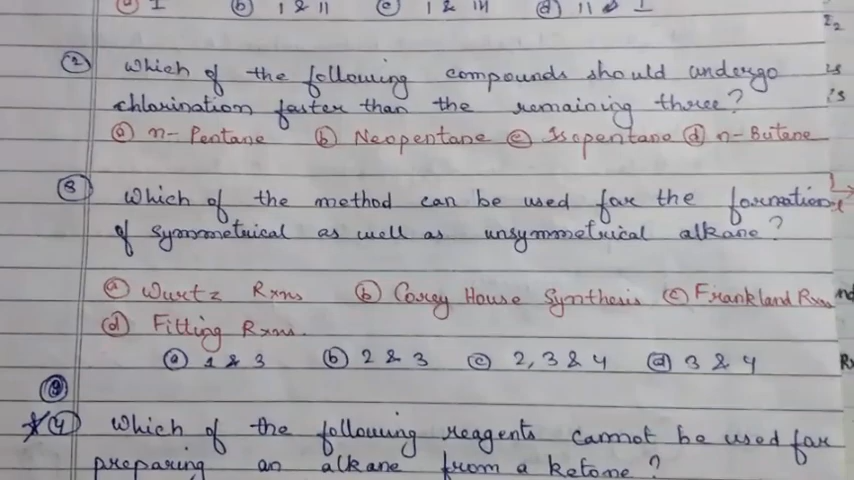 (a) I (b) I & II (c) I & III (d) II
(2) which of the following compounds should undergo
chlorination faster than the remaining three?
(a) n-Pentane (b) Neopentane (c) Isopentane (d) n-Butane
(3) which of the method can be used for the formation
of symmetrical as well as unsymmetrical alkane?
(a) Wurtz Rxns (b) Corey House Synthesis (c) Frankland Rxns
(d) Fitting Rxns.
(a) 1 & 3 (b) 2 & 3 (c) 2, 3 & 4 (d) 3 & 4
(4) which of the following reagents cannot be used for
preparing an alkane from a ketone?